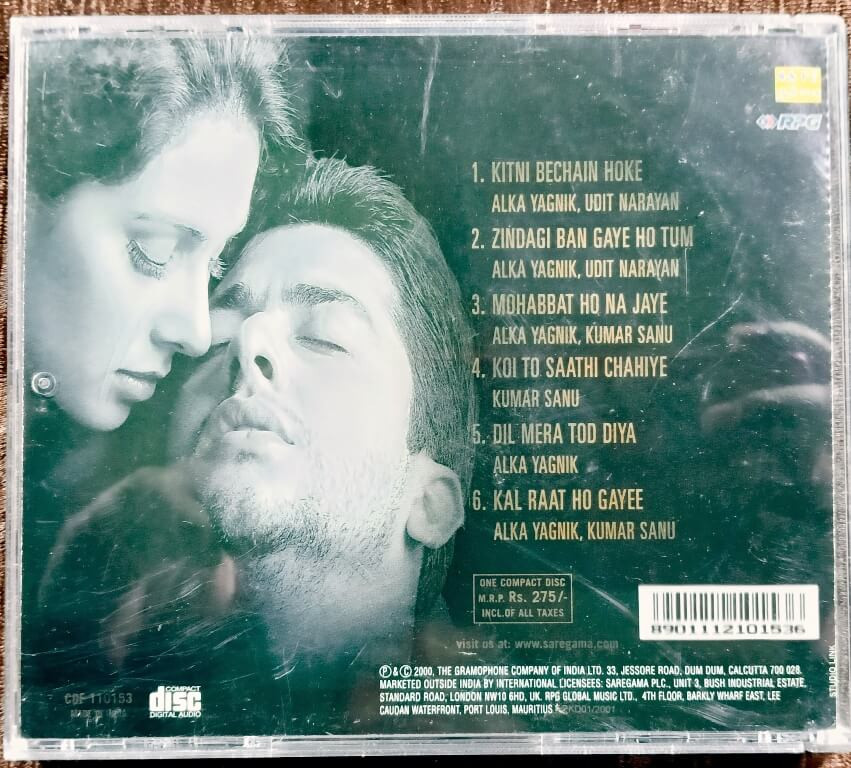 RPG
1. KITNI BECHAIN HOKE
ALKA YAGNIK, UDIT NARAYAN
2. ZINDAGI BAN GAYE HO TUM
ALKA YAGNIK, UDIT NARAYAN
3. MOHABBAT HO NA JAYE
ALKA YAGNIK, KUMAR SANU
4. KOI TO SAATHI CHAHIYE
KUMAR SANU
5. DIL MERA TOD DIYA
ALKA YAGNIK
6. KAL RAAT HO GAYEE
ALKA YAGNIK, KUMAR SANU
ONE COMPACT DISC
M.R.P. Rs. 275/-
INCL.OF ALL TAXES
8901112101536
visit us at: www.saregama.com
℗ & © 2000, THE GRAMOPHONE COMPANY OF INDIA LTD. 33, JESSORE ROAD, DUM DUM, CALCUTTA 700 028.
MARKETED OUTSIDE INDIA BY INTERNATIONAL LICENSEES: SAREGAMA PLC., UNIT 3, BUSH INDUSTRIAL ESTATE,
STANDARD ROAD, LONDON NW10 6HD, UK. RPG GLOBAL MUSIC LTD., 4TH FLOOR, BARKLY WHARF EAST, LEE
CAUDAN WATERFRONT, PORT LOUIS, MAURITIUS
CDF 110153
MADE IN INDIA
COMPACT
disc
DIGITAL AUDIO
STUDIO LINK